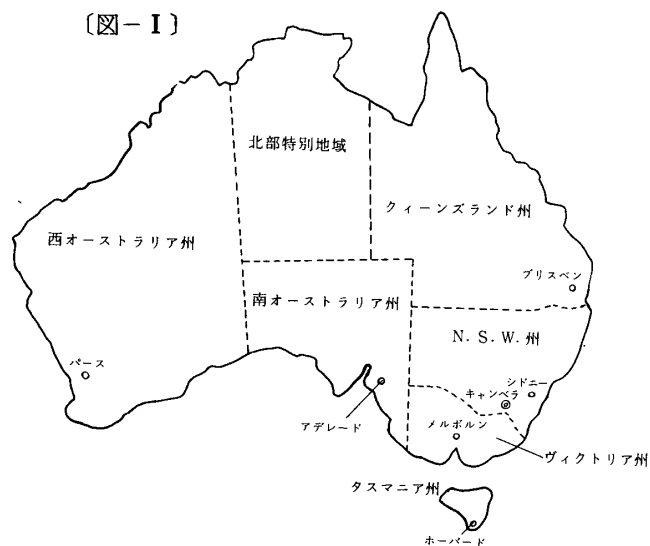 〔図－Ⅰ〕
北部特別地域
クィーンズランド州
西オーストラリア州
ブリスベン
南オーストラリア州
N. S. W. 州
パース
シドニー
キャンベラ
アデレード
メルボルン
ヴィクトリア州
タスマニア州
ホーバード